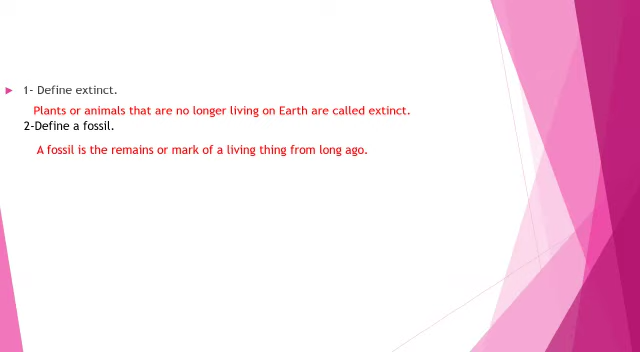 1- Define extinct.
Plants or animals that are no longer living on Earth are called extinct.
2-Define a fossil.
A fossil is the remains or mark of a living thing from long ago.